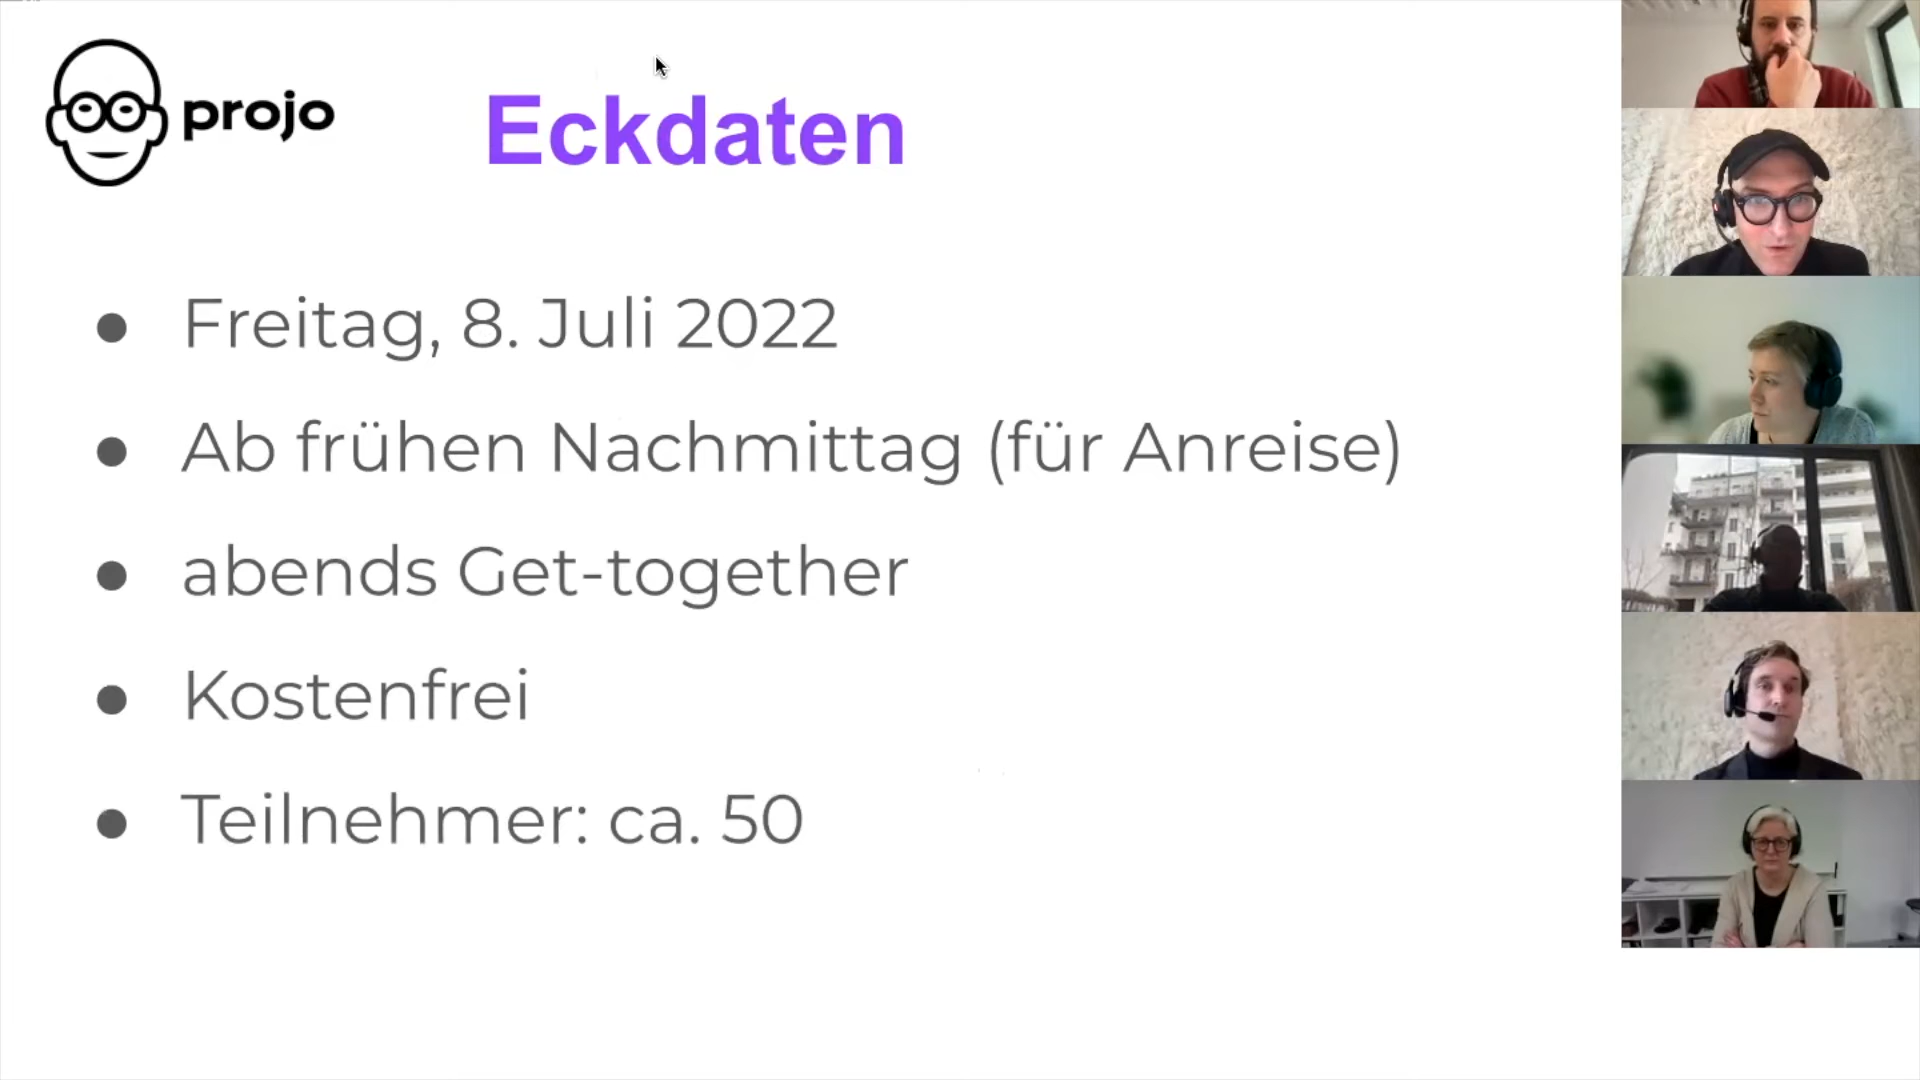 projo
Eckdaten
● Freitag, 8. Juli 2022
● Ab frühen Nachmittag (für Anreise)
● abends Get-together
● Kostenfrei
● Teilnehmer: ca. 50